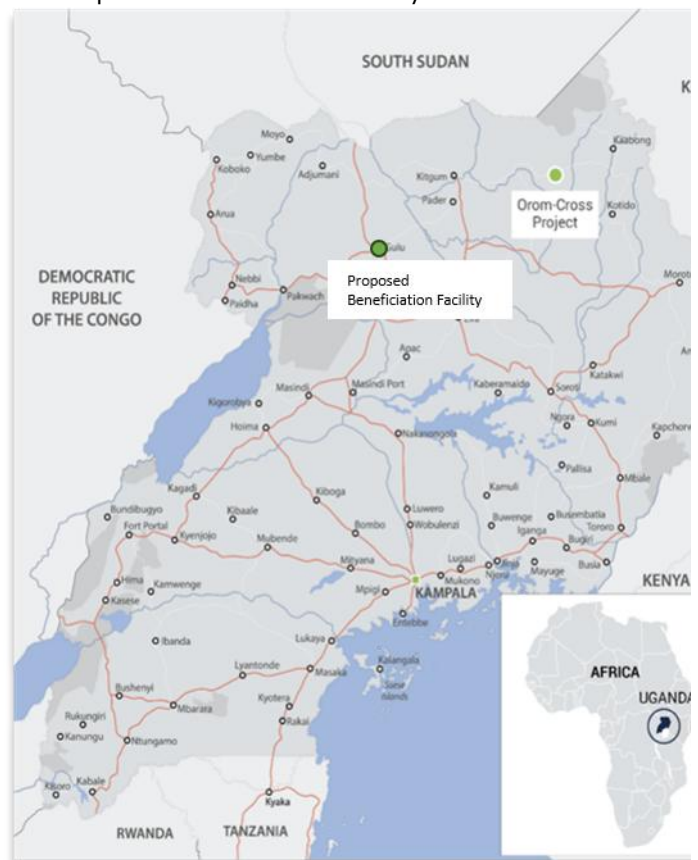 SOUTH SUDAN
Moyo
Yumbe
Koboko
Adjumani
Kitgum
Kaabong
Pader
Orom-Cross
Project
Kotido
Arua
Gulu
DEMOCRATIC
REPUBLIC
OF THE CONGO
Nebbi
Paidha
Pakwach
Proposed
Beneficiation Facility
Apac
Katakwi
Masindi
Masindi Port
Kaberamaido
Soroti
Kigorobya
Ngora
Kumi
Hoima
Nakasongola
Pallisa
Mbale
Kagadi
Kiboga
Kamuli
Bundibugyo
Kibaale
Luwero
Wobulenzi
Buwenge
Tororo
Fort Portal
Kyenjojo
Mubende
Bombo
Iganga
Bugiri
Mityana
Lugazi
Jinja
Busia
Hima
Kamwenge
Mpigi
KAMPALA
Mukono
Njeru
Mayuge
KENYA
Kasese
Entebbe
Ibanda
Lukaya
Lyantonde
Masaka
Kalangala
AFRICA
Bushenyi
Kyotera
UGANDA
Rukungiri
Mbarara
Rakai
Kanungu
Ntungamo
Kisoro
Kabale
Kyaka
RWANDA
TANZANIA